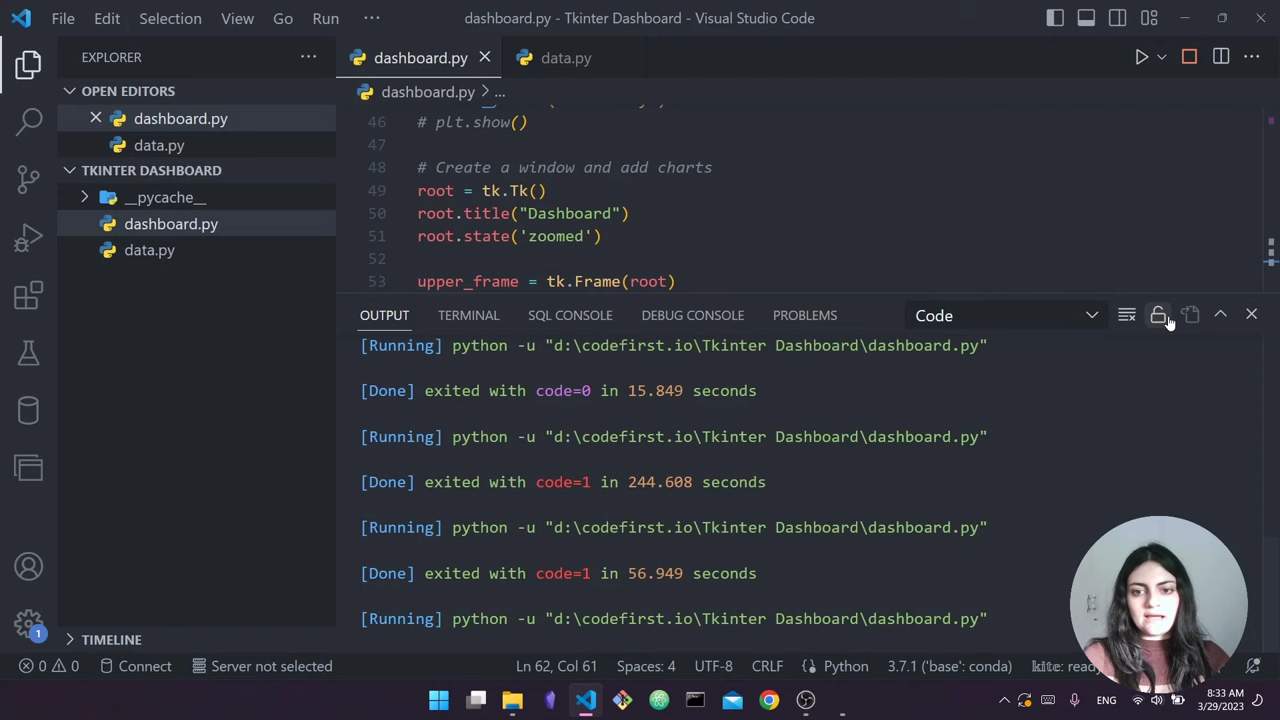 File Edit Selection View Go Run ··· dashboard.py - Tkinter Dashboard - Visual Studio Code
EXPLORER ···
dashboard.py data.py
OPEN EDITORS
dashboard.py > ...
dashboard.py
data.py
TKINTER DASHBOARD
__pycache__
dashboard.py
data.py
46 # plt.show()
47
48 # Create a window and add charts
49 root = tk.Tk()
50 root.title("Dashboard")
51 root.state('zoomed')
52
53 upper_frame = tk.Frame(root)
OUTPUT TERMINAL SQL CONSOLE DEBUG CONSOLE PROBLEMS Code
[Running] python -u "d:\codefirst.io\Tkinter Dashboard\dashboard.py"
[Done] exited with code=0 in 15.849 seconds
[Running] python -u "d:\codefirst.io\Tkinter Dashboard\dashboard.py"
[Done] exited with code=1 in 244.608 seconds
[Running] python -u "d:\codefirst.io\Tkinter Dashboard\dashboard.py"
[Done] exited with code=1 in 56.949 seconds
[Running] python -u "d:\codefirst.io\Tkinter Dashboard\dashboard.py"
1
TIMELINE
0 0 Connect Server not selected Ln 62, Col 61 Spaces: 4 UTF-8 CRLF Python 3.7.1 ('base': conda) kite:
ENG 8:33 AM
3/29/2023